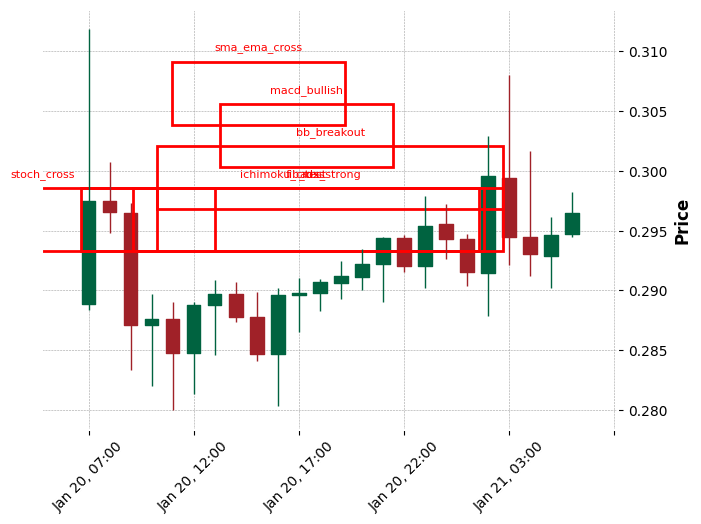 sma_ema_cross
macd_bullish
bb_breakout
stoch_cross
0.310
0.305
0.300
0.295
0.290
0.285
0.280
Price
Jan 20, 07:00
Jan 20, 12:00
Jan 20, 17:00
Jan 20, 22:00
Jan 21, 03:00